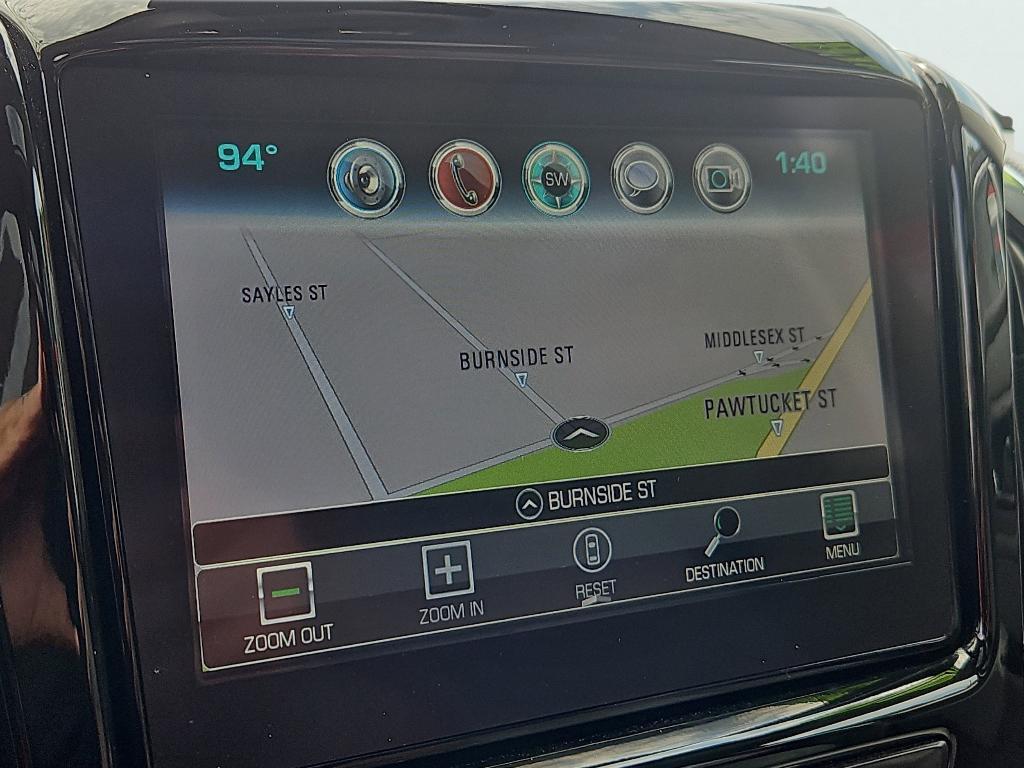 94° SW 1:40
SAYLES ST
MIDDLESEX ST
BURNSIDE ST
PAWTUCKET ST
BURNSIDE ST
ZOOM OUT
ZOOM IN
RESET
DESTINATION
MENU